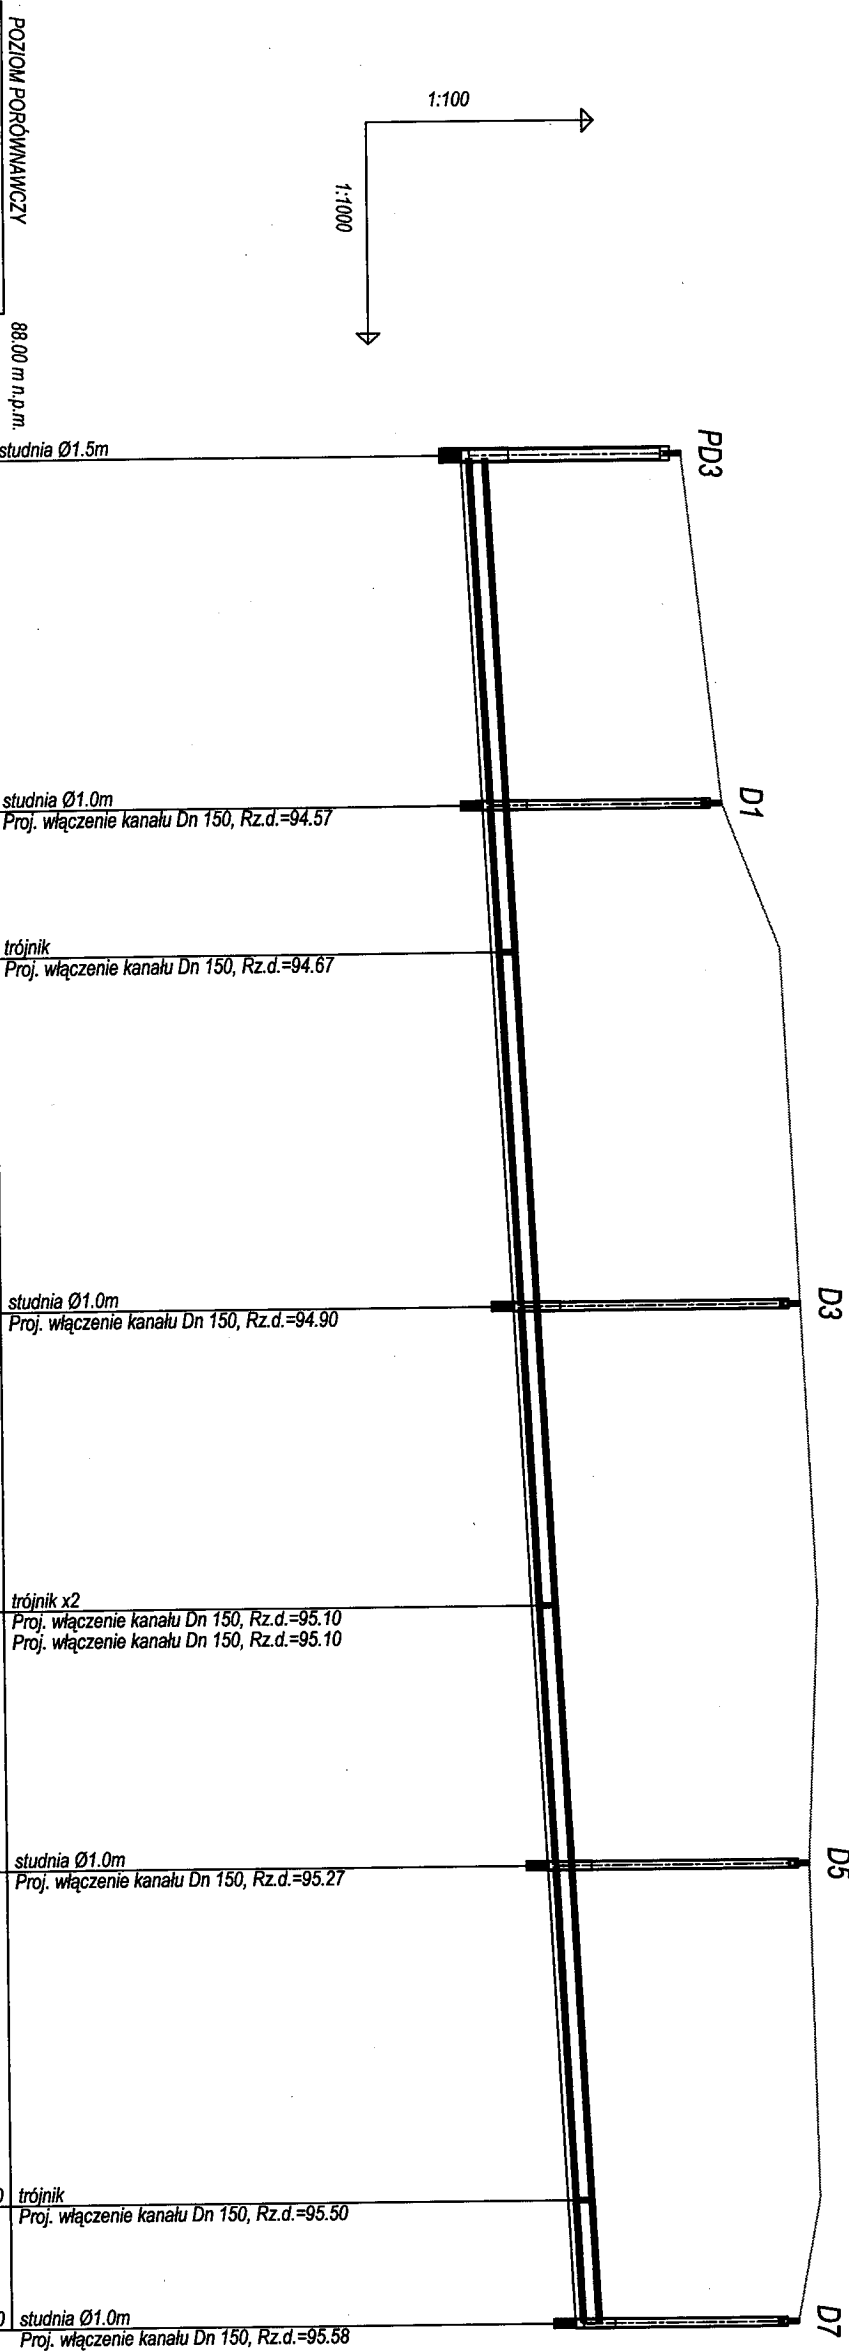 POZIOM PORÓWNAWCZY
88.00 m n.p.m.
1:100
1:1000
PD3
studnia Ø1.5m
D1
studnia Ø1.0m
Proj. włączenie kanału Dn 150, Rz.d.=94.57
trójnik
Proj. włączenie kanału Dn 150, Rz.d.=94.67
D3
studnia Ø1.0m
Proj. włączenie kanału Dn 150, Rz.d.=94.90
trójnik x2
Proj. włączenie kanału Dn 150, Rz.d.=95.10
Proj. włączenie kanału Dn 150, Rz.d.=95.10
D5
studnia Ø1.0m
Proj. włączenie kanału Dn 150, Rz.d.=95.27
trójnik
Proj. włączenie kanału Dn 150, Rz.d.=95.50
D7
studnia Ø1.0m
Proj. włączenie kanału Dn 150, Rz.d.=95.58